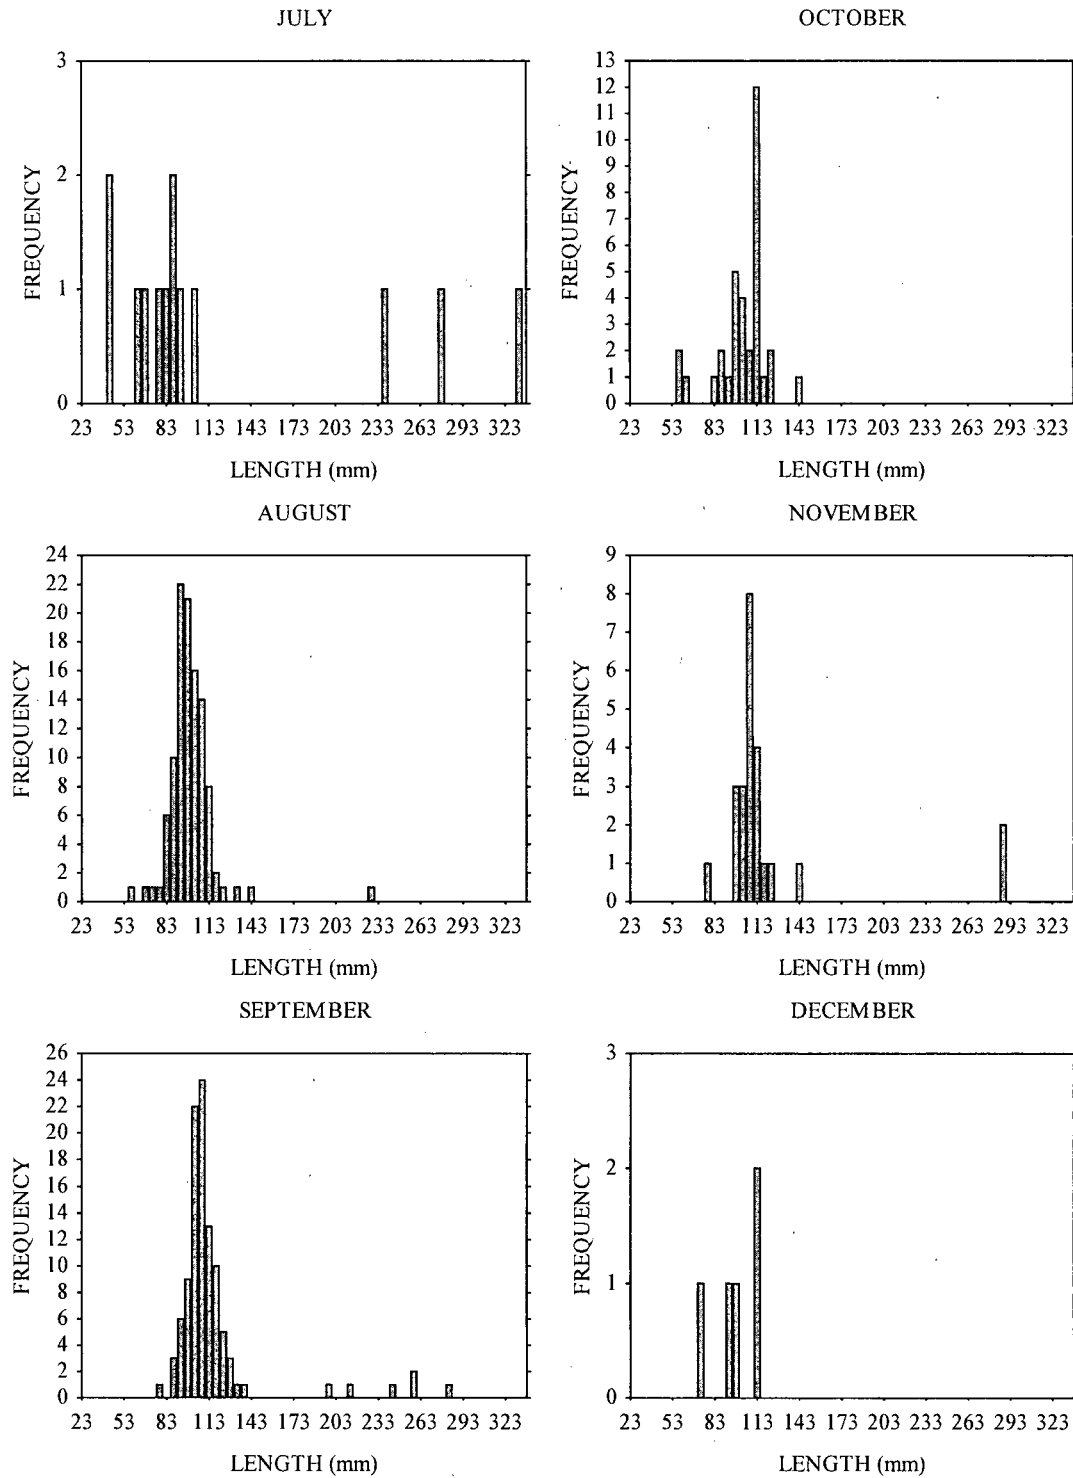 JULY
3
2
1
0
FREQUENCY
23 53 83 113 143 173 203 233 263 293 323
LENGTH (mm)
OCTOBER
13
12
11
10
9
8
7
6
5
4
3
2
1
0
FREQUENCY
23 53 83 113 143 173 203 233 263 293 323
LENGTH (mm)
AUGUST
24
22
20
18
16
14
12
10
8
6
4
2
0
FREQUENCY
23 53 83 113 143 173 203 233 263 293 323
LENGTH (mm)
NOVEMBER
9
8
7
6
5
4
3
2
1
0
FREQUENCY
23 53 83 113 143 173 203 233 263 293 323
LENGTH (mm)
SEPTEMBER
26
24
22
20
18
16
14
12
10
8
6
4
2
0
FREQUENCY
23 53 83 113 143 173 203 233 263 293 323
LENGTH (mm)
DECEMBER
3
2
1
0
FREQUENCY
23 53 83 113 143 173 203 233 263 293 323
LENGTH (mm)